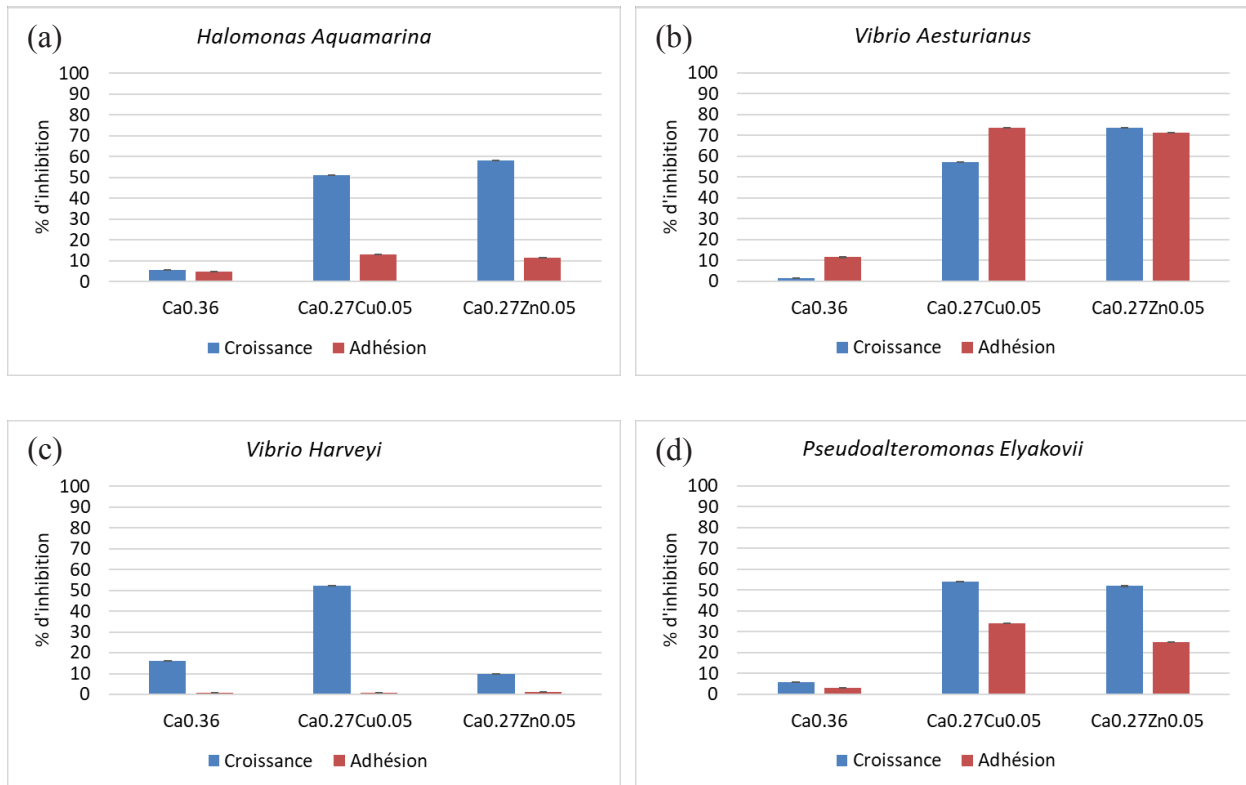 (a)
Halomonas Aquamarina
100
90
80
70
60
50
40
30
20
10
0
% d'inhibition
Ca0.36 Ca0.27Cu0.05 Ca0.27Zn0.05
Croissance Adhésion
(b)
Vibrio Aesturianus
100
90
80
70
60
50
40
30
20
10
0
% d'inhibition
Ca0.36 Ca0.27Cu0.05 Ca0.27Zn0.05
Croissance Adhésion
(c)
Vibrio Harveyi
100
90
80
70
60
50
40
30
20
10
0
% d'inhibition
Ca0.36 Ca0.27Cu0.05 Ca0.27Zn0.05
Croissance Adhésion
(d)
Pseudoalteromonas Elyakovii
100
90
80
70
60
50
40
30
20
10
0
% d'inhibition
Ca0.36 Ca0.27Cu0.05 Ca0.27Zn0.05
Croissance Adhésion